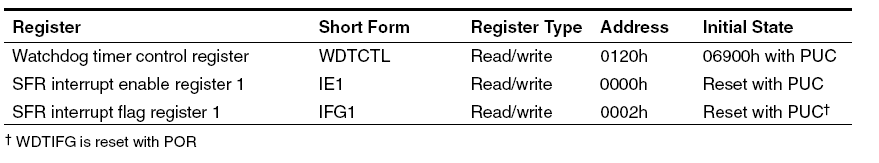 Register Short Form Register Type Address Initial State
Watchdog timer control register WDTCTL Read/write 0120h 06900h with PUC
SFR interrupt enable register 1 IE1 Read/write 0000h Reset with PUC
SFR interrupt flag register 1 IFG1 Read/write 0002h Reset with PUC†
† WDTIFG is reset with POR